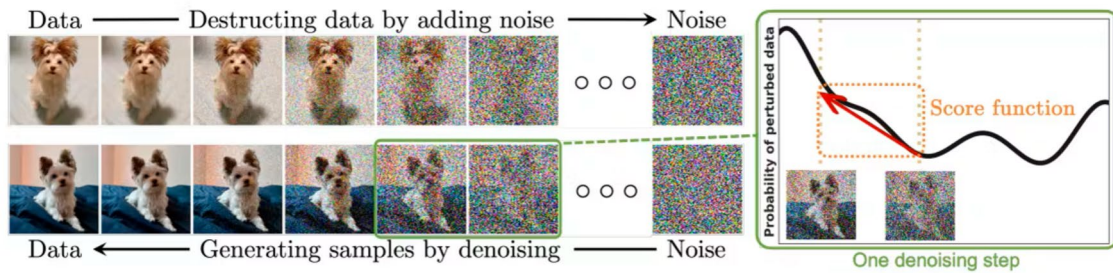 Data Destructing data by adding noise Noise
Data Generating samples by denoising Noise
Probability of perturbed data
Score function
One denoising step